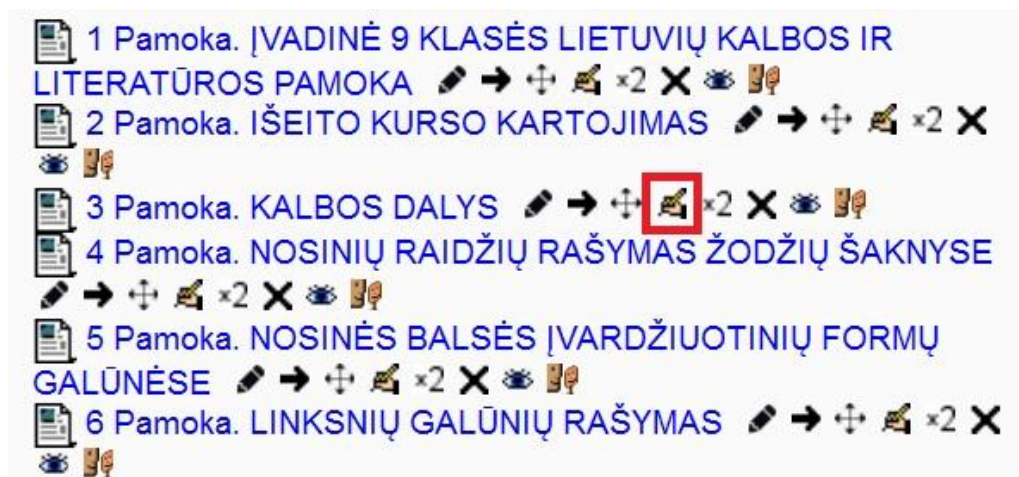 1 Pamoka. ĮVADINĖ 9 KLASĖS LIETUVIŲ KALBOS IR
LITERATŪROS PAMOKA ×2
2 Pamoka. IŠEITO KURSO KARTOJIMAS ×2
3 Pamoka. KALBOS DALYS ×2
4 Pamoka. NOSINIŲ RAIDŽIŲ RAŠYMAS ŽODŽIŲ ŠAKNYSE
×2
5 Pamoka. NOSINĖS BALSĖS ĮVARDŽIUOTINIŲ FORMŲ
GALŪNĖSE ×2
6 Pamoka. LINKSNIŲ GALŪNIŲ RAŠYMAS ×2